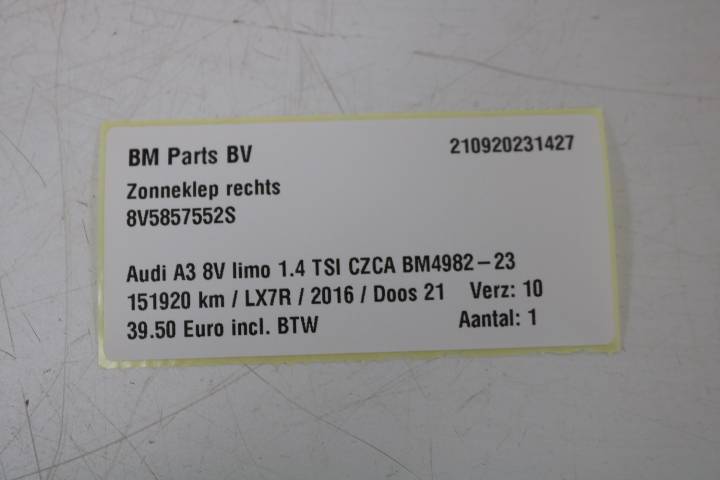 BM Parts BV 210920231427
Zonneklep rechts
8V5857552S
Audi A3 8V limo 1.4 TSI CZCA BM4982-23
151920 km / LX7R / 2016 / Doos 21 Verz: 10
39.50 Euro incl. BTW Aantal: 1